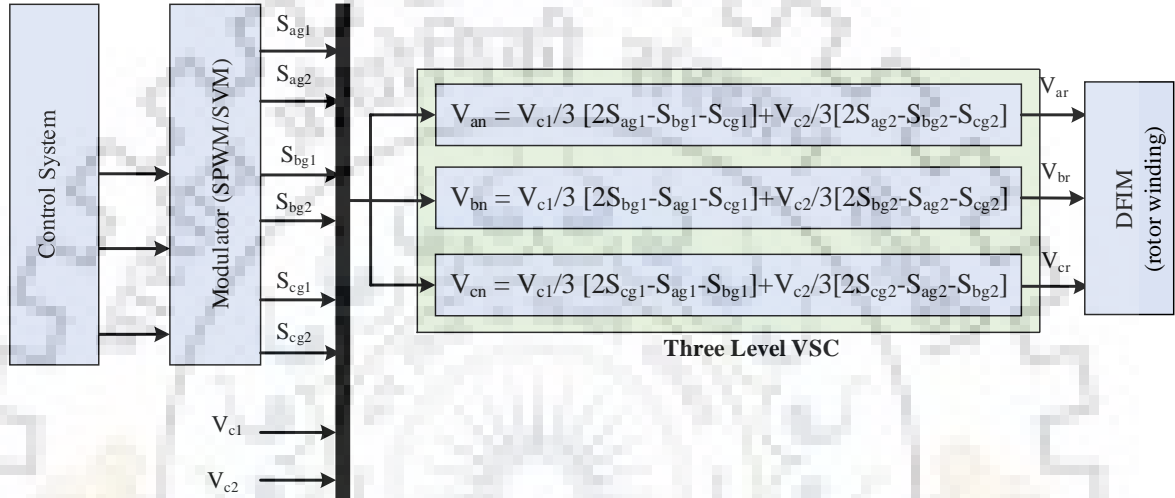 Control System
Modulator (SPWM/SVM)
S_ag1
S_ag2
S_bg1
S_bg2
S_cg1
S_cg2
V_c1
V_c2
V_an = V_c1/3 [2S_ag1-S_bg1-S_cg1]+V_c2/3[2S_ag2-S_bg2-S_cg2]
V_bn = V_c1/3 [2S_bg1-S_ag1-S_cg1]+V_c2/3[2S_bg2-S_ag2-S_cg2]
V_cn = V_c1/3 [2S_cg1-S_ag1-S_bg1]+V_c2/3[2S_cg2-S_ag2-S_bg2]
Three Level VSC
V_ar
V_br
V_cr
DFIM
(rotor winding)